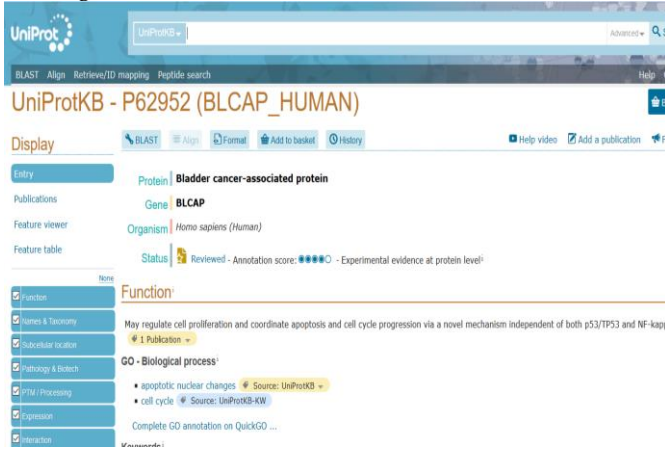 UniProt
UniProtKB
Advanced
BLAST Align Retrieve/ID mapping Peptide search
Help
UniProtKB - P62952 (BLCAP_HUMAN)
Display
BLAST Align Format Add to basket History
Help video Add a publication
Entry
Publications
Feature viewer
Feature table
Protein Bladder cancer-associated protein
Gene BLCAP
Organism Homo sapiens (Human)
Status Reviewed - Annotation score: - Experimental evidence at protein level
None
Function
Names & Taxonomy
Subcellular location
Pathology & Biotech
PTM / Processing
Expression
Interaction
Function
May regulate cell proliferation and coordinate apoptosis and cell cycle progression via a novel mechanism independent of both p53/TP53 and NF-kapp
1 Publication
GO - Biological process
apoptotic nuclear changes Source: UniProtKB
cell cycle Source: UniProtKB-KW
Complete GO annotation on QuickGO ...